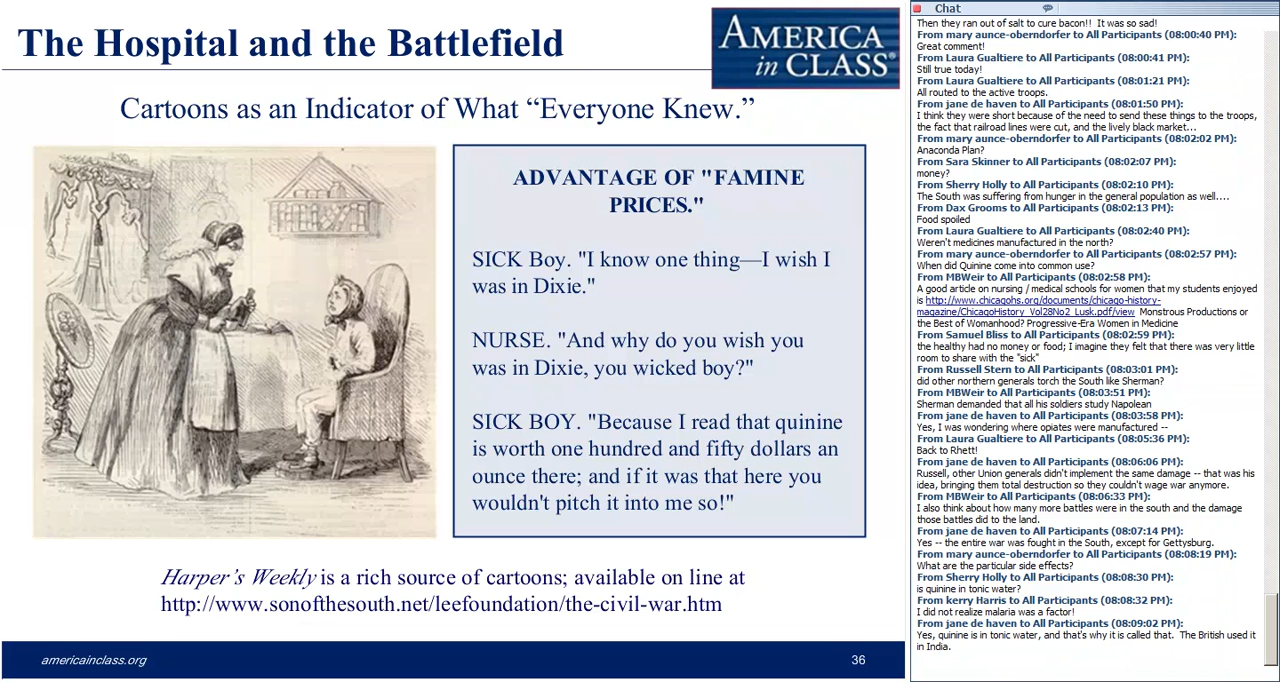 The Hospital and the Battlefield
AMERICA
in CLASS®
Cartoons as an Indicator of What “Everyone Knew.”
ADVANTAGE OF "FAMINE
PRICES."
SICK Boy. "I know one thing—I wish I
was in Dixie."
NURSE. "And why do you wish you
was in Dixie, you wicked boy?"
SICK BOY. "Because I read that quinine
is worth one hundred and fifty dollars an
ounce there; and if it was that here you
wouldn't pitch it into me so!"
Harper’s Weekly is a rich source of cartoons; available on line at
http://www.sonofthesouth.net/leefoundation/the-civil-war.htm
americainclass.org
36
Chat
Then they ran out of salt to cure bacon!! It was so sad!
From mary aunce-oberndorfer to All Participants (08:00:40 PM):
Great comment!
From Laura Gualtiere to All Participants (08:00:41 PM):
Still true today!
From Laura Gualtiere to All Participants (08:01:21 PM):
All routed to the active troops.
From jane de haven to All Participants (08:01:50 PM):
I think they were short because of the need to send these things to the troops,
the fact that railroad lines were cut, and the lively black market...
From mary aunce-oberndorfer to All Participants (08:02:02 PM):
Anaconda Plan?
From Sara Skinner to All Participants (08:02:07 PM):
money?
From Sherry Holly to All Participants (08:02:10 PM):
The South was suffering from hunger in the general population as well....
From Dax Grooms to All Participants (08:02:13 PM):
Food spoiled
From Laura Gualtiere to All Participants (08:02:40 PM):
Weren't medicines manufactured in the north?
From mary aunce-oberndorfer to All Participants (08:02:57 PM):
When did Quinine come into common use?
From MBWeir to All Participants (08:02:58 PM):
A good article on nursing / medical schools for women that my students enjoyed
is http://www.chicagohs.org/documents/chicago-history-
magazine/ChicagoHistory_Vol28No2_Lusk.pdf/view Monstrous Productions or
the Best of Womanhood? Progressive-Era Women in Medicine
From Samuel Bliss to All Participants (08:02:59 PM):
the healthy had no money or food; I imagine they felt that there was very little
room to share with the "sick"
From Russell Stern to All Participants (08:03:01 PM):
did other northern generals torch the South like Sherman?
From MBWeir to All Participants (08:03:51 PM):
Sherman demanded that all his soldiers study Napolean
From jane de haven to All Participants (08:03:58 PM):
Yes, I was wondering where opiates were manufactured --
From Laura Gualtiere to All Participants (08:05:36 PM):
Back to Rhett!
From jane de haven to All Participants (08:06:06 PM):
Russell, other Union generals didn't implement the same damage -- that was his
idea, bringing them total destruction so they couldn't wage war anymore.
From MBWeir to All Participants (08:06:33 PM):
I also think about how many more battles were in the south and the damage
those battles did to the land.
From jane de haven to All Participants (08:07:14 PM):
Yes -- the entire war was fought in the South, except for Gettysburg.
From mary aunce-oberndorfer to All Participants (08:08:19 PM):
What are the particular side effects?
From Sherry Holly to All Participants (08:08:30 PM):
is quinine in tonic water?
From kerry Harris to All Participants (08:08:32 PM):
I did not realize malaria was a factor!
From jane de haven to All Participants (08:09:02 PM):
Yes, quinine is in tonic water, and that's why it is called that. The British used it
in India.